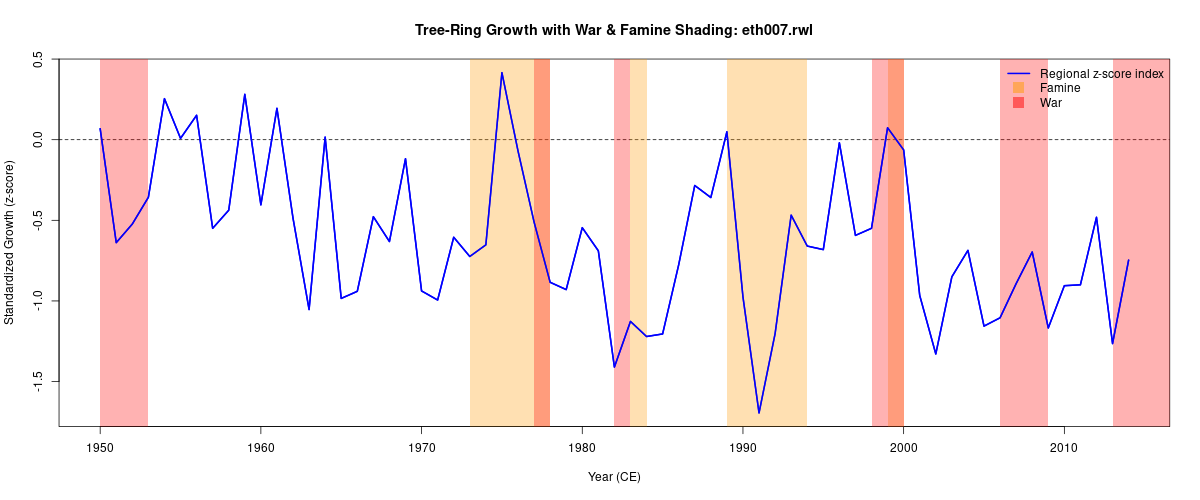 Tree-Ring Growth with War & Famine Shading: eth007.rwl
Regional z-score index
Famine
War
Standardized Growth (z-score)
0.5
0.0
-0.5
-1.0
-1.5
1950 1960 1970 1980 1990 2000 2010
Year (CE)